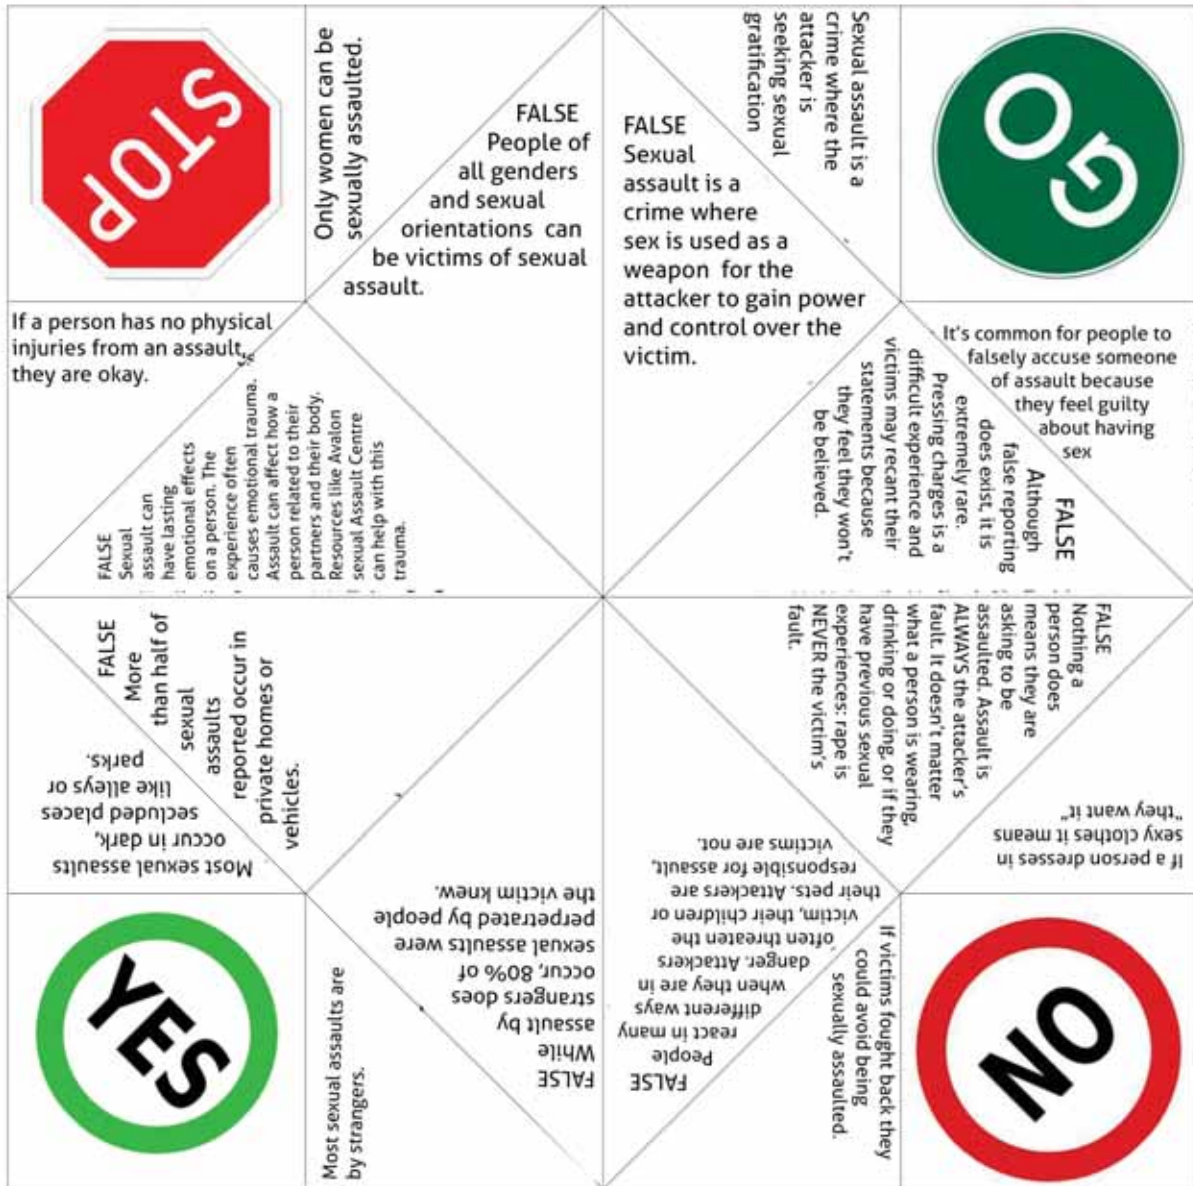 STOP
Only women can be
sexually assaulted.
FALSE
People of
all genders
and sexual
orientations can
be victims of sexual
assault.
FALSE
Sexual
assault is a
crime where
sex is used as a
weapon for the
attacker to gain power
and control over the
victim.
Sexual assault is a
crime where the
attacker is
seeking sexual
gratification
GO
If a person has no physical
injuries from an assault,
they are okay.
FALSE
Sexual
assault can
have lasting
emotional effects
on a person. The
experience often
causes emotional trauma.
Assault can affect how a
person related to their
partners and their body.
Resources like Avalon
sexual Assault Centre
can help with this
trauma.
It's common for people to
falsely accuse someone
of assault because
they feel guilty
about having
sex
FALSE
Although
false reporting
does exist, it is
extremely rare.
Pressing charges is a
difficult experience and
victims may recant their
statements because
they feel they won't
be believed.
FALSE
More
than half of
sexual
assaults
reported occur in
private homes or
vehicles.
Most sexual assaults
occur in dark,
secluded places
like alleys or
parks.
FALSE
Nothing a
person does
means they are
asking to be
assaulted. Assault is
ALWAYS the attacker's
fault. It doesn't matter
what a person is wearing,
drinking or doing, or if they
have previous sexual
experiences: rape is
NEVER the victim's
fault.
If a person dresses in
sexy clothes it means
"they want it"
YES
Most sexual assaults are
by strangers.
FALSE
While
assault by
strangers does
occur, 80% of
sexual assaults were
perpetrated by people
the victim knew.
FALSE
People
react in many
different ways
when they are in
danger. Attackers
often threaten the
victim, their children or
their pets. Attackers are
responsible for assault,
victims are not.
If victims fought back they
could avoid being
sexually assaulted.
NO